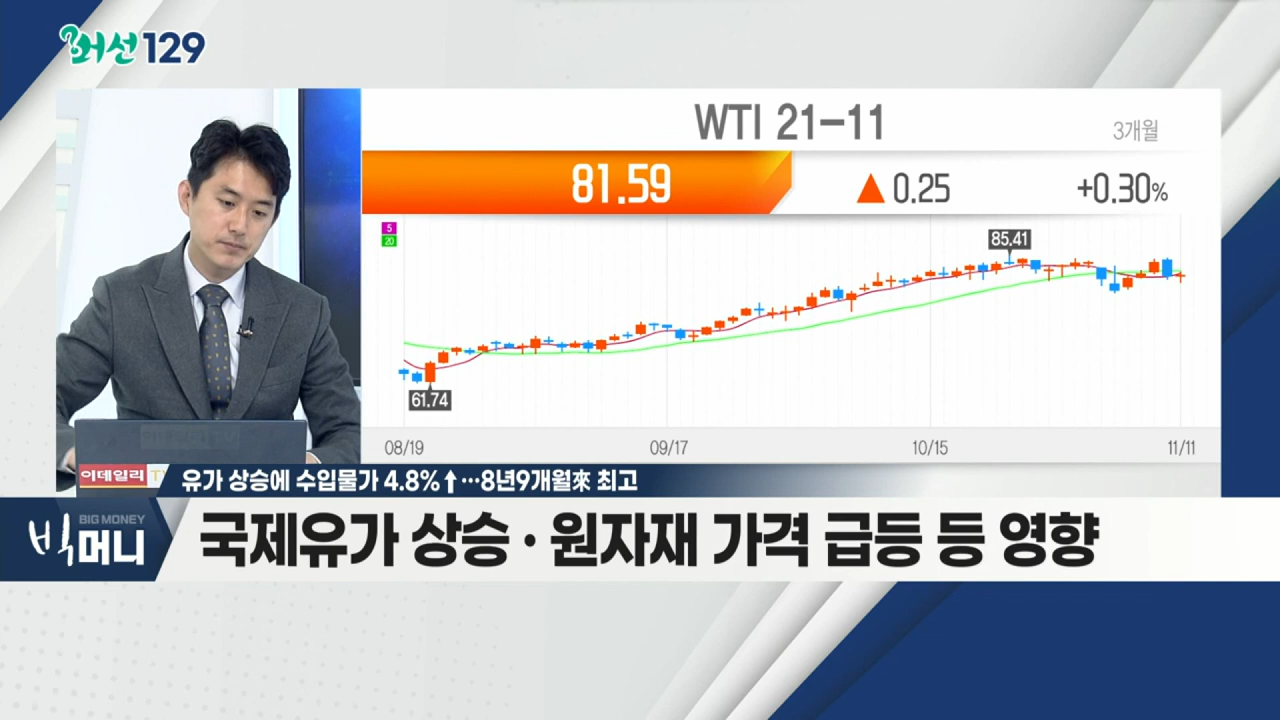 머선129
WTI 21-11
3개월
81.59
▲ 0.25
+0.30%
5
20
85.41
61.74
08/19
09/17
10/15
11/11
이데일리 T
유가 상승에 수입물가 4.8%↑…8년9개월來 최고
BIG MONEY
빅머니
국제유가 상승·원자재 가격 급등 등 영향